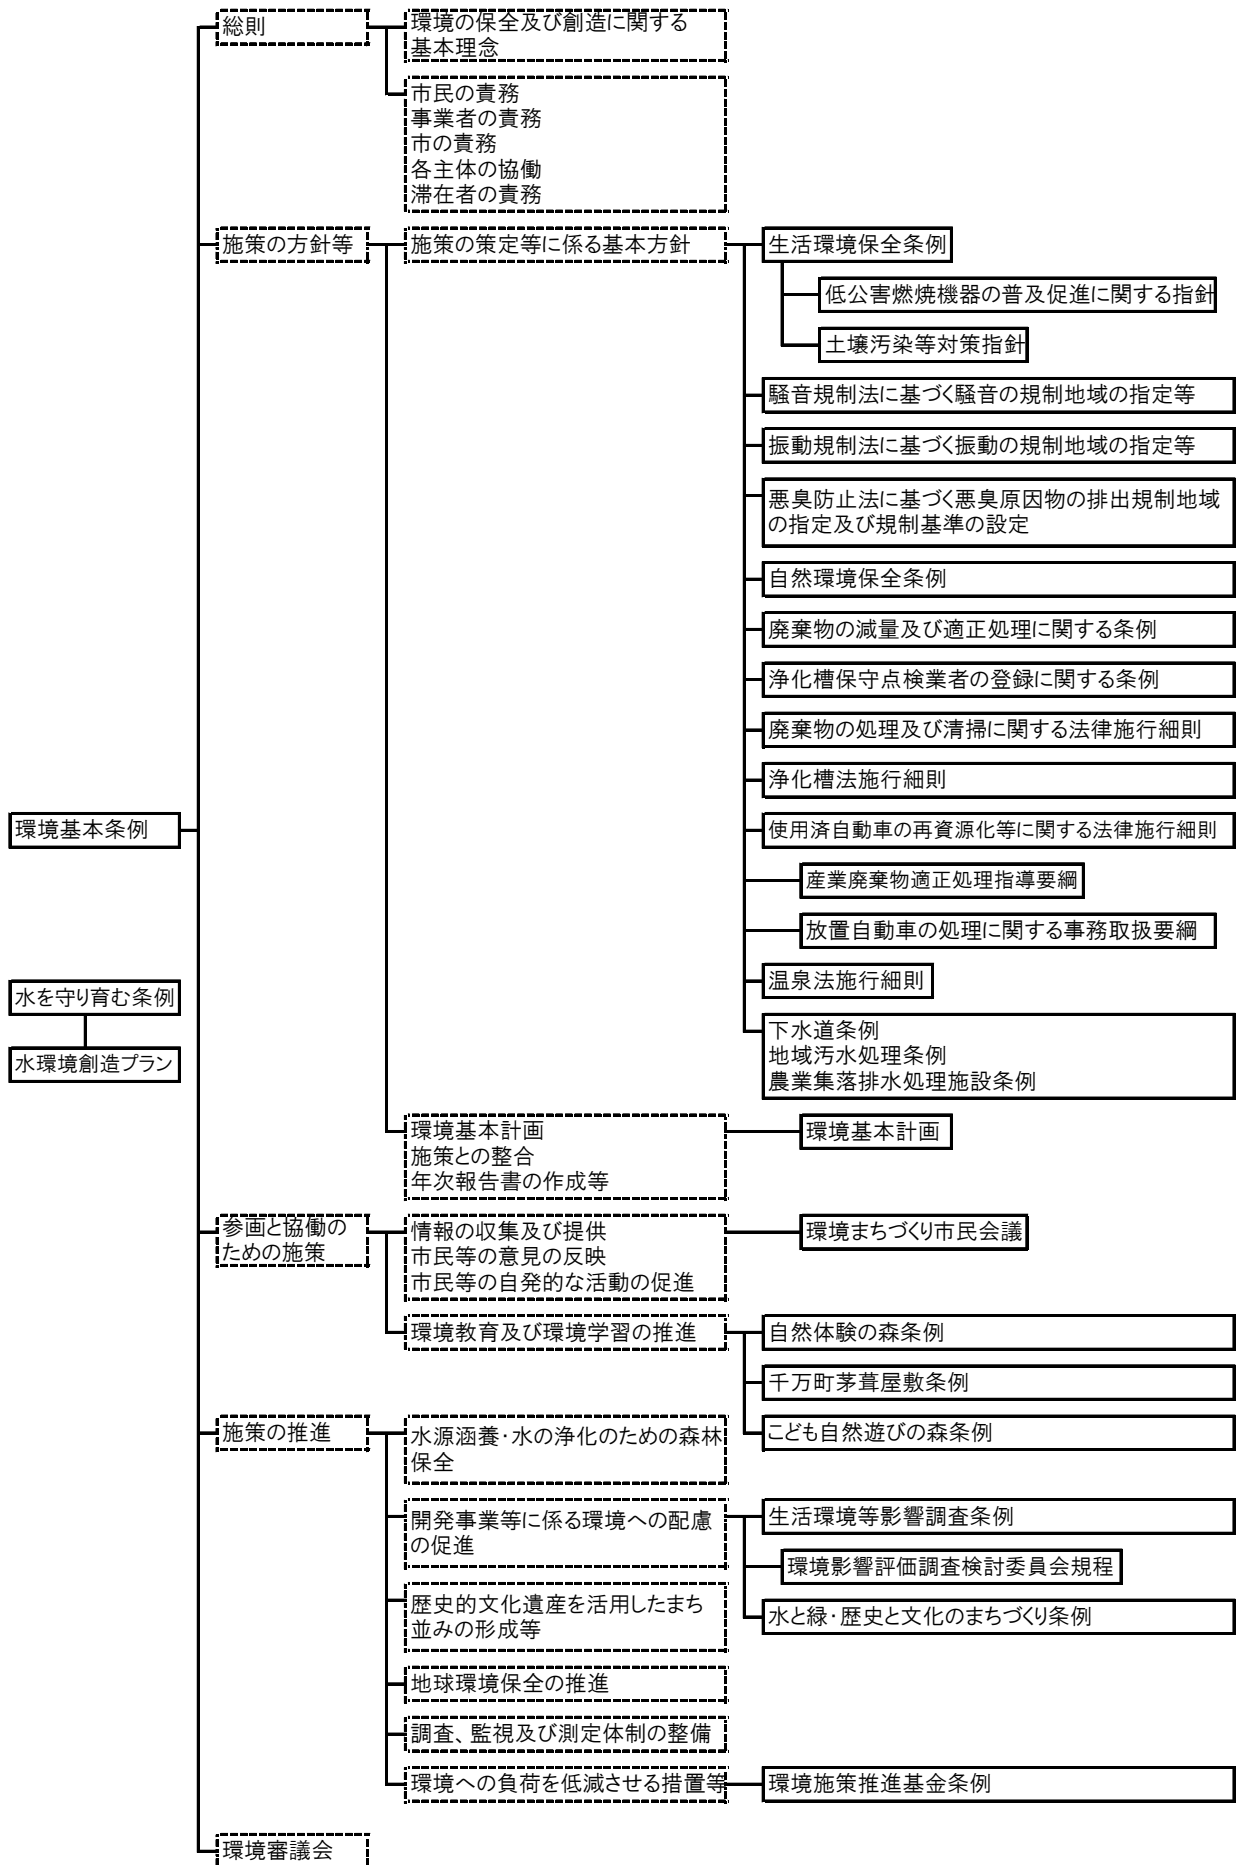 総則
環境の保全及び創造に関する
基本理念
市民の責務
事業者の責務
市の責務
各主体の協働
滞在者の責務
施策の方針等
施策の策定等に係る基本方針
生活環境保全条例
低公害燃焼機器の普及促進に関する指針
土壌汚染等対策指針
騒音規制法に基づく騒音の規制地域の指定等
振動規制法に基づく振動の規制地域の指定等
悪臭防止法に基づく悪臭原因物の排出規制地域
の指定及び規制基準の設定
自然環境保全条例
廃棄物の減量及び適正処理に関する条例
浄化槽保守点検業者の登録に関する条例
廃棄物の処理及び清掃に関する法律施行細則
浄化槽法施行細則
環境基本条例
使用済自動車の再資源化等に関する法律施行細則
産業廃棄物適正処理指導要綱
放置自動車の処理に関する事務取扱要綱
水を守り育む条例
温泉法施行細則
水環境創造プラン
下水道条例
地域汚水処理条例
農業集落排水処理施設条例
環境基本計画
施策との整合
年次報告書の作成等
環境基本計画
参画と協働の
ための施策
情報の収集及び提供
市民等の意見の反映
市民等の自発的な活動の促進
環境まちづくり市民会議
環境教育及び環境学習の推進
自然体験の森条例
千万町茅葺屋敷条例
こども自然遊びの森条例
施策の推進
水源涵養・水の浄化のための森林
保全
開発事業等に係る環境への配慮
の促進
生活環境等影響調査条例
環境影響評価調査検討委員会規程
水と緑・歴史と文化のまちづくり条例
歴史的文化遺産を活用したまち
並みの形成等
地球環境保全の推進
調査、監視及び測定体制の整備
環境への負荷を低減させる措置等
環境施策推進基金条例
環境審議会